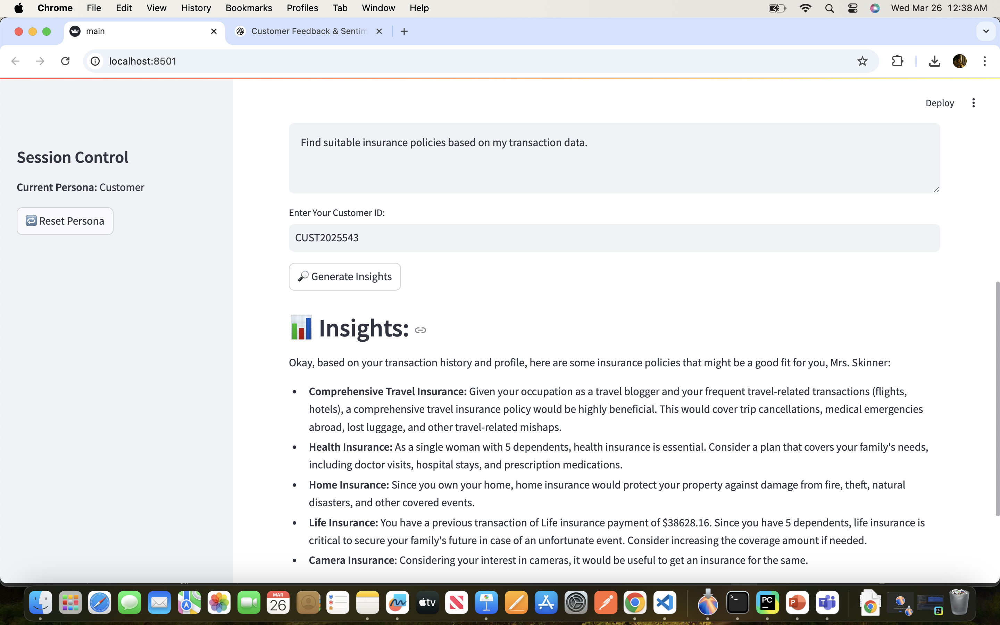 Chrome File Edit View History Bookmarks Profiles Tab Window Help Wed Mar 26 12:38 AM
main Customer Feedback & Sentim
localhost:8501
Deploy
Session Control
Current Persona: Customer
Reset Persona
Find suitable insurance policies based on my transaction data.
Enter Your Customer ID:
CUST2025543
Generate Insights
Insights:
Okay, based on your transaction history and profile, here are some insurance policies that might be a good fit for you, Mrs. Skinner:
• Comprehensive Travel Insurance: Given your occupation as a travel blogger and your frequent travel-related transactions (flights,
hotels), a comprehensive travel insurance policy would be highly beneficial. This would cover trip cancellations, medical emergencies
abroad, lost luggage, and other travel-related mishaps.
• Health Insurance: As a single woman with 5 dependents, health insurance is essential. Consider a plan that covers your family's needs,
including doctor visits, hospital stays, and prescription medications.
• Home Insurance: Since you own your home, home insurance would protect your property against damage from fire, theft, natural
disasters, and other covered events.
• Life Insurance: You have a previous transaction of Life insurance payment of $38628.16. Since you have 5 dependents, life insurance is
critical to secure your family's future in case of an unfortunate event. Consider increasing the coverage amount if needed.
• Camera Insurance: Considering your interest in cameras, it would be useful to get an insurance for the same.
MAR
26
tv
>_
PC
P
T
PC